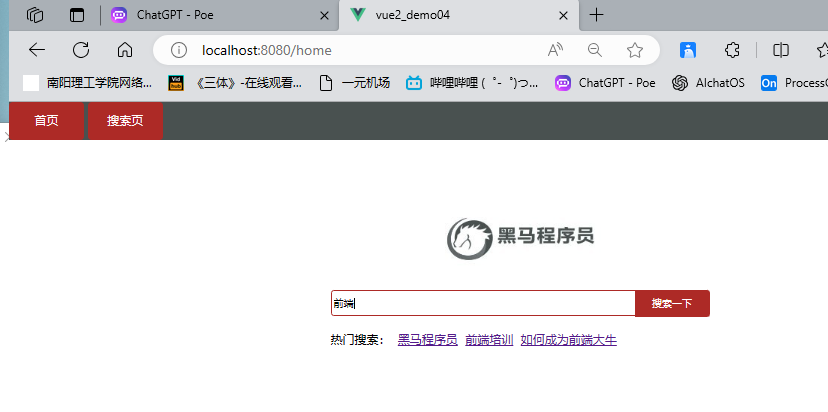 ChatGPT - Poe vue2_demo04
localhost:8080/home
南阳理工学院网络... 《三体》-在线观看... 一元机场 哔哩哔哩 ( ゜- ゜)つ... ChatGPT - Poe AIchatOS ProcessO
首页 搜索页
黑马程序员
前端 搜索一下
热门搜索： 黑马程序员 前端培训 如何成为前端大牛